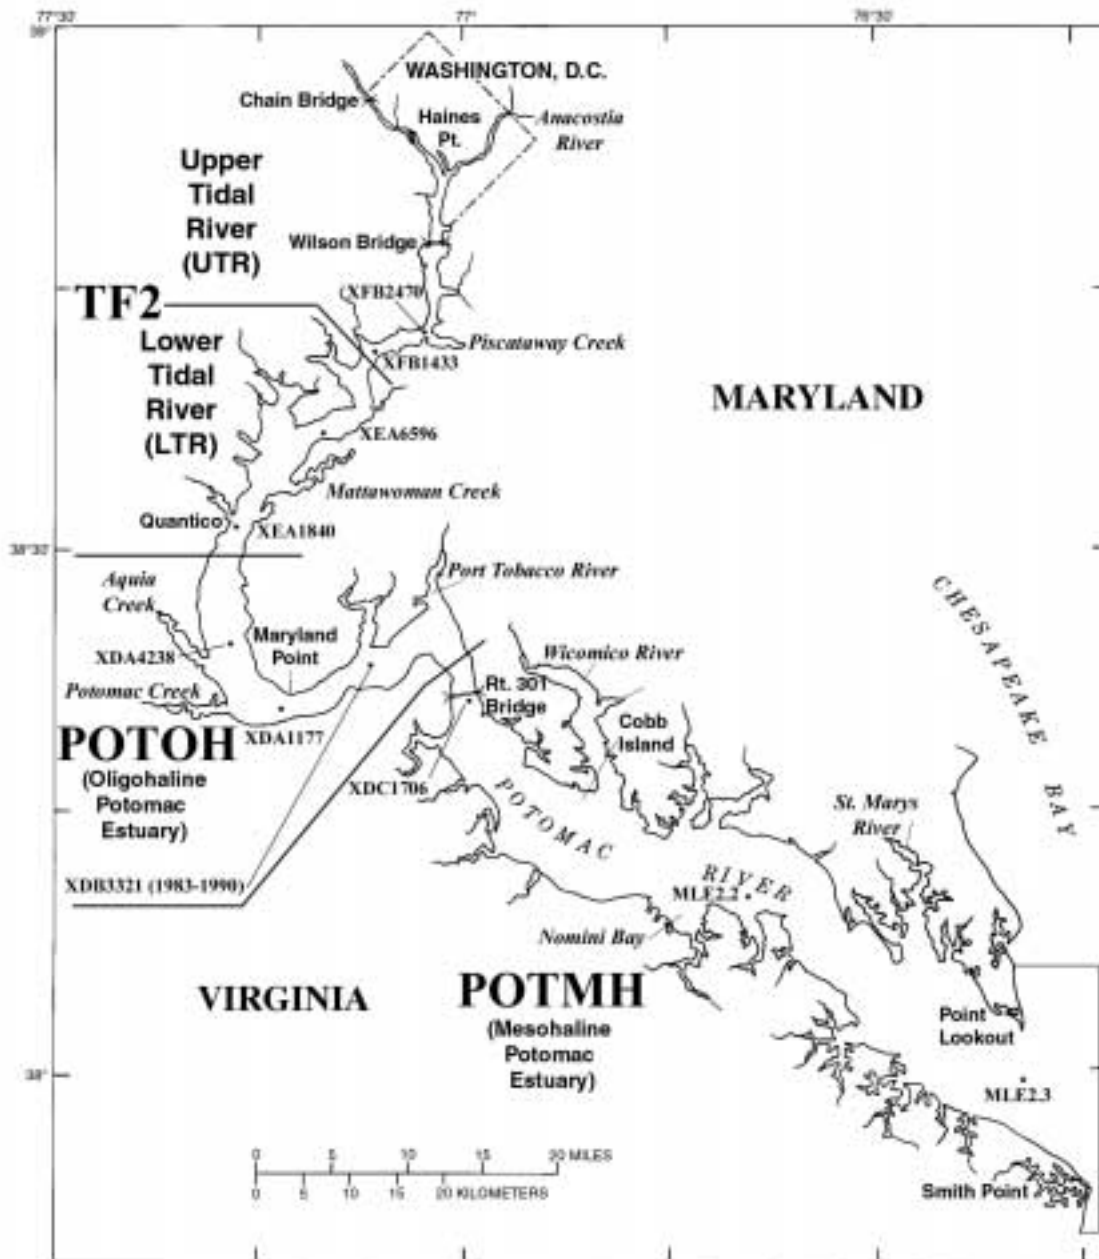 77°30'
77°
76°30'
39°
WASHINGTON, D.C.
Chain Bridge
Haines
Pt.
Anacostia
River
Upper
Tidal
River
(UTR)
Wilson Bridge
XFB2470
TF2
Piscataway Creek
Lower
Tidal
River
(LTR)
XFB1433
MARYLAND
XEA6596
Mattawoman Creek
Quantico
XEA1840
38°30'
Aquia
Creek
Port Tobacco River
CHESAPEAKE BAY
Maryland
Point
XDA4238
Wicomico River
Potomac Creek
Rt. 301
Bridge
Cobb
Island
POTOH
(Oligohaline
Potomac
Estuary)
XDA1177
XDC1706
POTOMAC
RIVER
St. Marys
River
XDB3321 (1983-1990)
MLE2.2
Nomini Bay
VIRGINIA
POTMH
(Mesohaline
Potomac
Estuary)
Point
Lookout
38°
MLE2.3
0 5 10 15 20 MILES
0 5 10 15 20 KILOMETERS
Smith Point